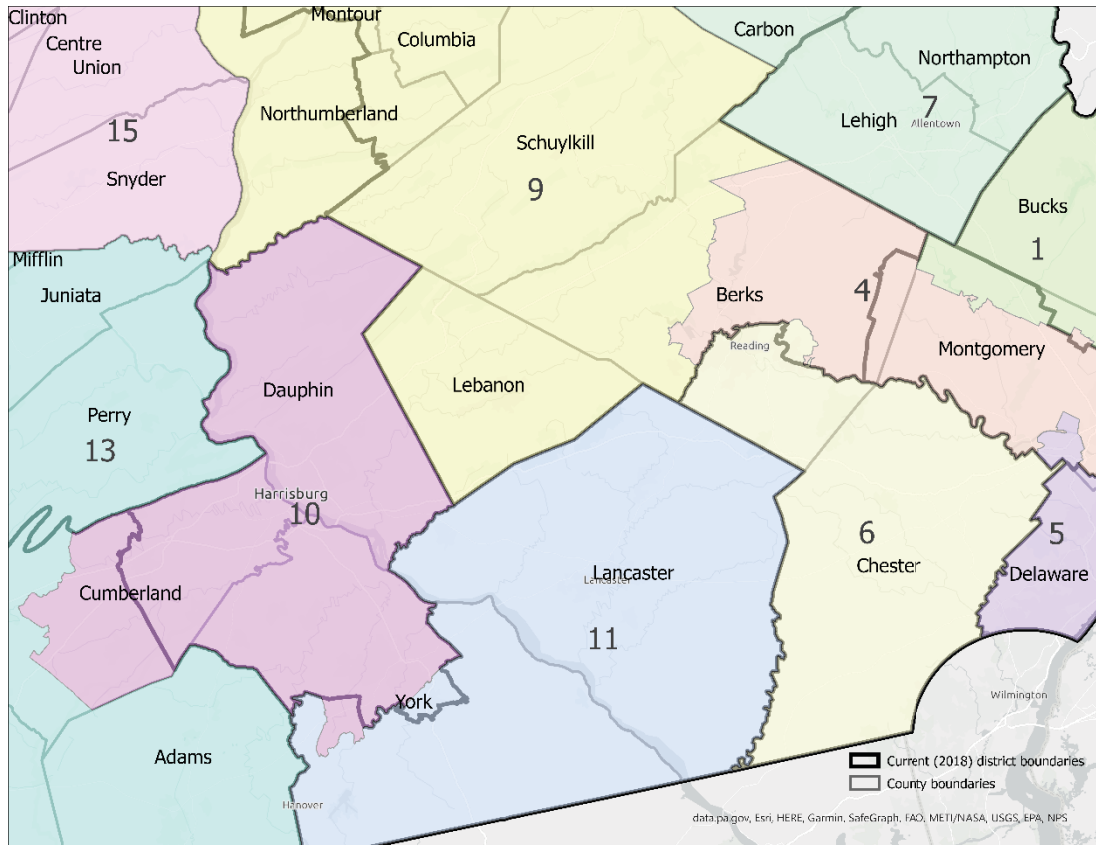 Clinton
Montour
Carbon
Centre
Columbia
Northampton
Union
Northumberland
7
Lehigh
Allentown
15
Schuylkill
Snyder
9
Bucks
1
Mifflin
Juniata
Berks
4
Reading
Montgomery
Dauphin
Lebanon
Perry
13
Harrisburg
10
6
5
Cumberland
Lancaster
Lancaster
Chester
Delaware
11
York
Wilmington
Adams
Hanover
Current (2018) district boundaries
County boundaries
data.pa.gov, Esri, HERE, Garmin, SafeGraph, FAO, METI/NASA, USGS, EPA, NPS